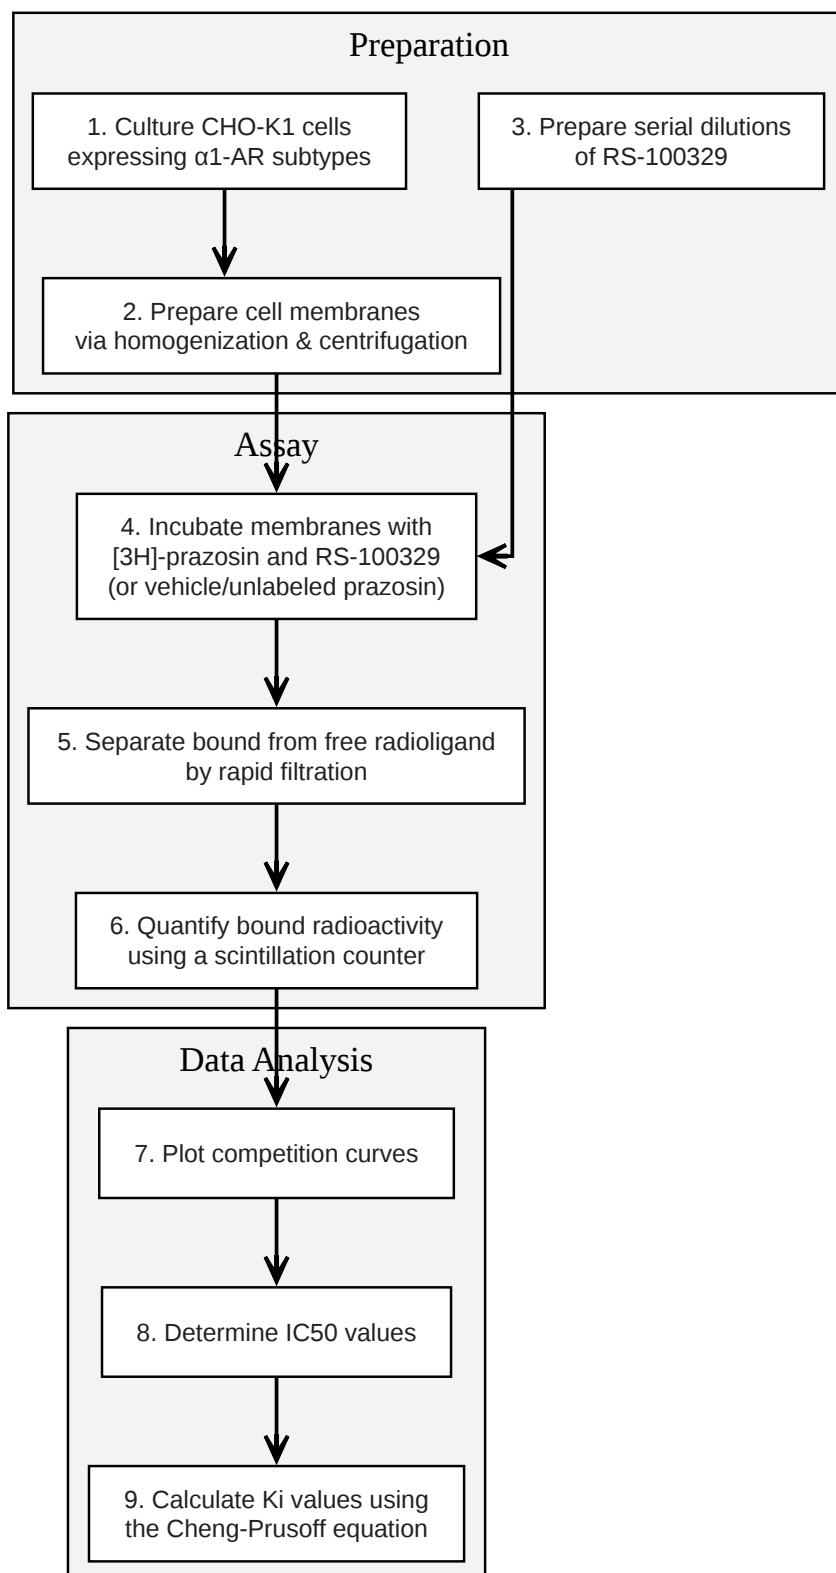 Preparation
1. Culture CHO-K1 cells
expressing α1-AR subtypes
3. Prepare serial dilutions
of RS-100329
2. Prepare cell membranes
via homogenization & centrifugation
Assay
4. Incubate membranes with
[3H]-prazosin and RS-100329
(or vehicle/unlabeled prazosin)
5. Separate bound from free radioligand
by rapid filtration
6. Quantify bound radioactivity
using a scintillation counter
Data Analysis
7. Plot competition curves
8. Determine IC50 values
9. Calculate Ki values using
the Cheng-Prusoff equation